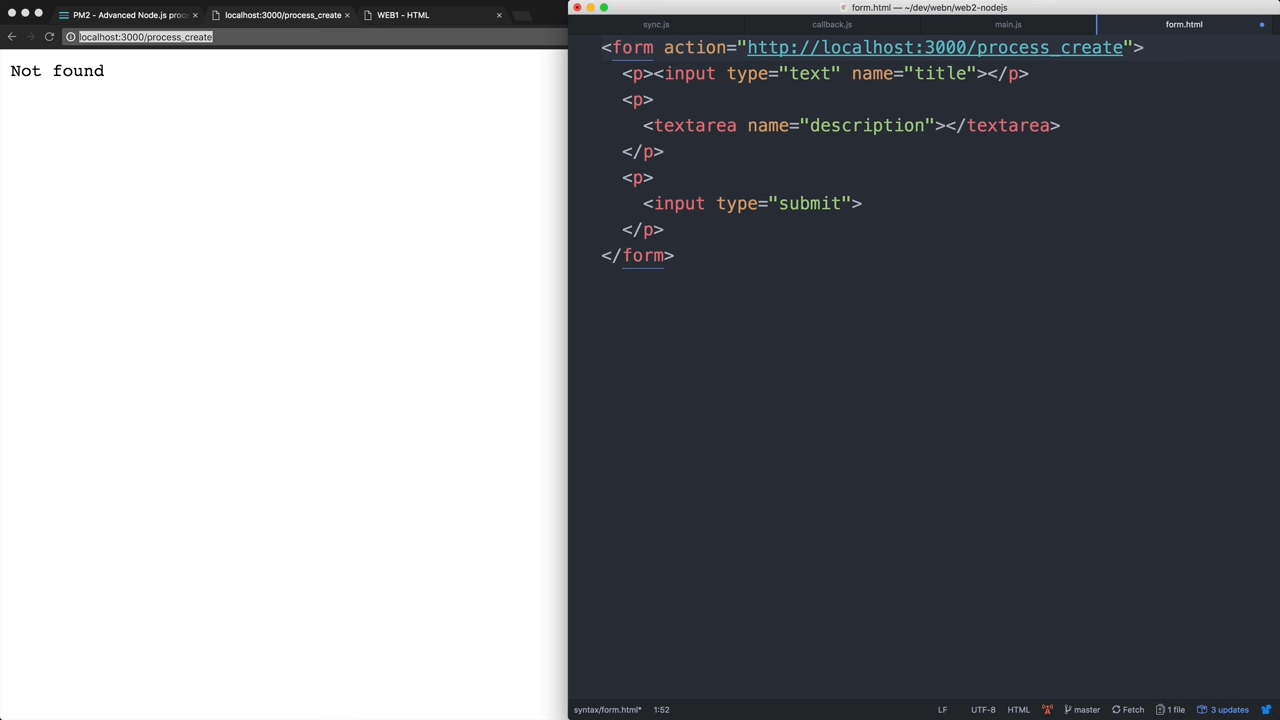 PM2 - Advanced Node.js proc
localhost:3000/process_create
WEB1 - HTML
localhost:3000/process_create
Not found
form.html — ~/dev/webn/web2-nodejs
sync.js
callback.js
main.js
form.html
<form action="http://localhost:3000/process_create">
<p><input type="text" name="title"></p>
<p>
<textarea name="description"></textarea>
</p>
<p>
<input type="submit">
</p>
</form>
syntax/form.html* 1:52
LF
UTF-8
HTML
master
Fetch
1 file
3 updates